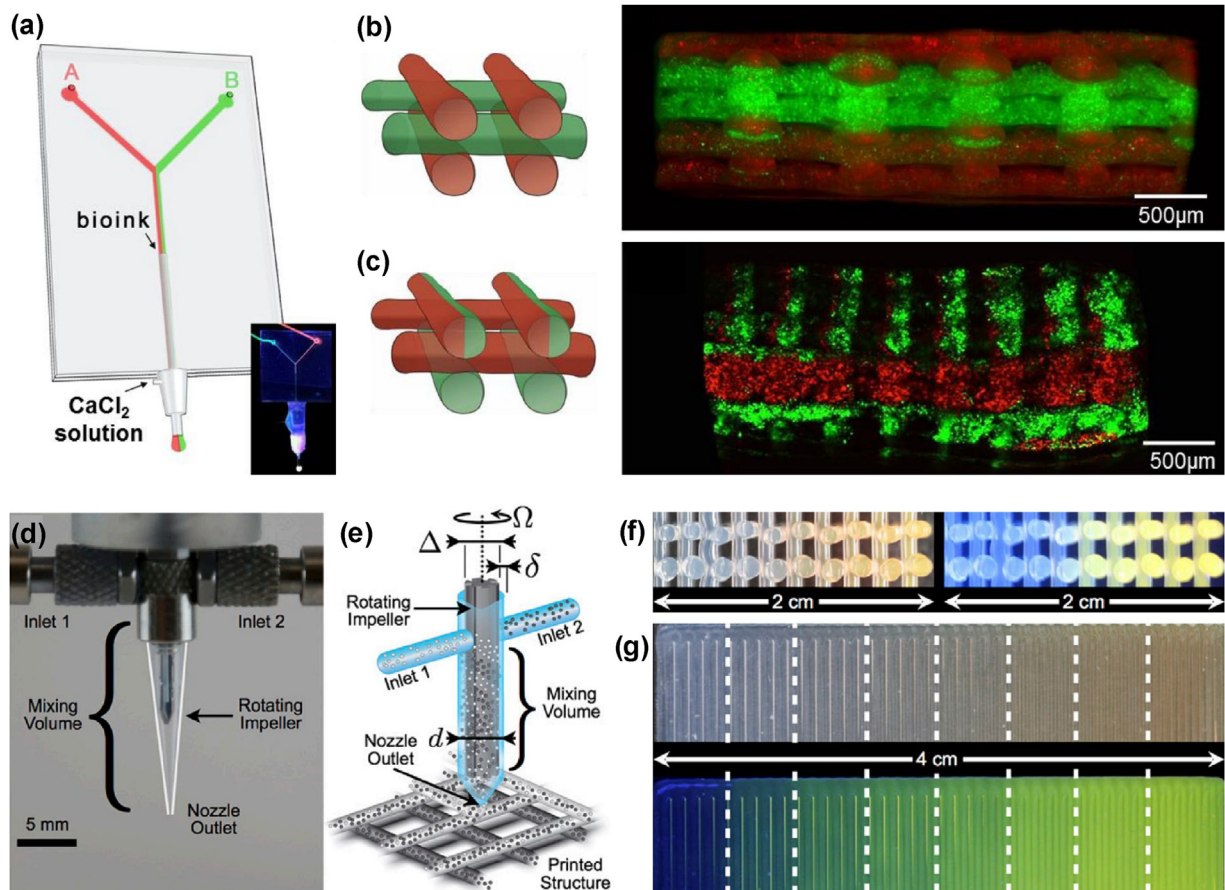 (a)
A
B
bioink
CaCl₂
solution
(b)
500µm
(c)
500µm
(d)
Inlet 1
Inlet 2
Mixing
Volume
Rotating
Impeller
Nozzle
Outlet
5 mm
(e)
Ω
Δ
δ
Rotating
Impeller
Inlet 2
Inlet 1
Mixing
Volume
d
Nozzle
Outlet
Printed
Structure
(f)
2 cm
2 cm
(g)
4 cm